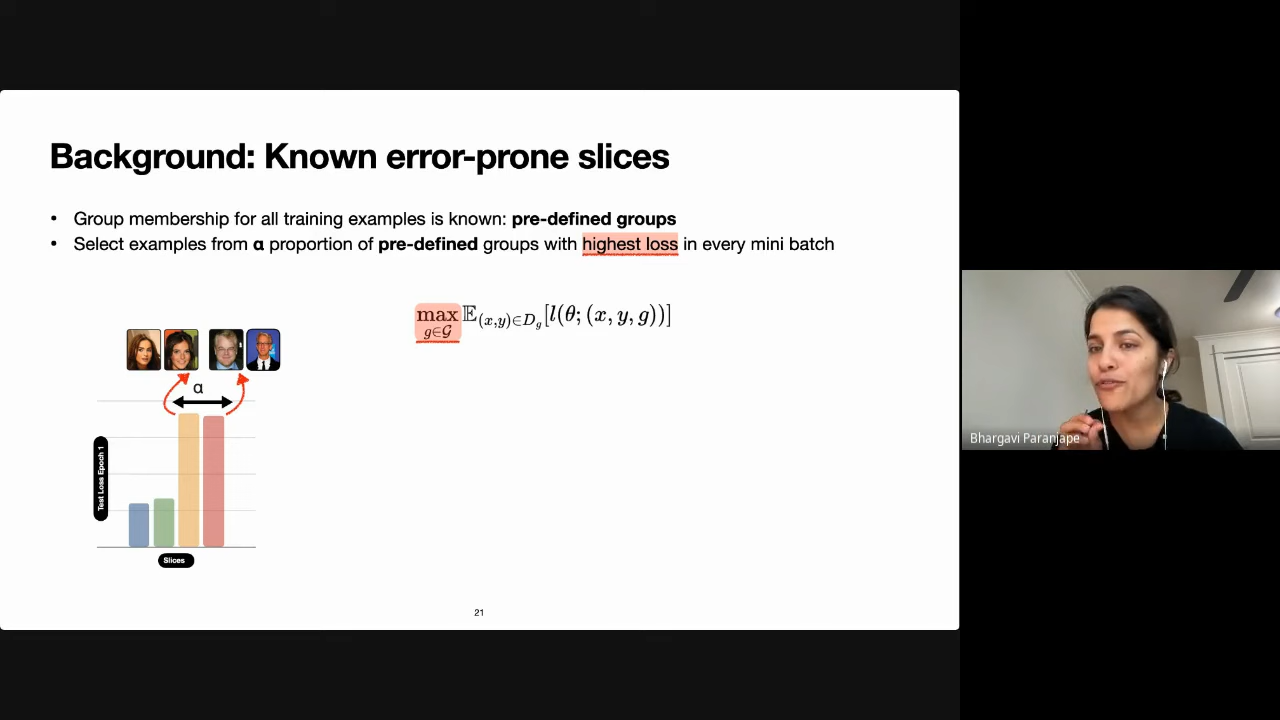 Background: Known error-prone slices
• Group membership for all training examples is known: pre-defined groups
• Select examples from α proportion of pre-defined groups with highest loss in every mini batch
max g∈𝒢 𝔼(x,y)∈D_g [l(θ; (x, y, g))]
α
Test Loss Epoch 1
Slices
21
Bhargavi Paranjape